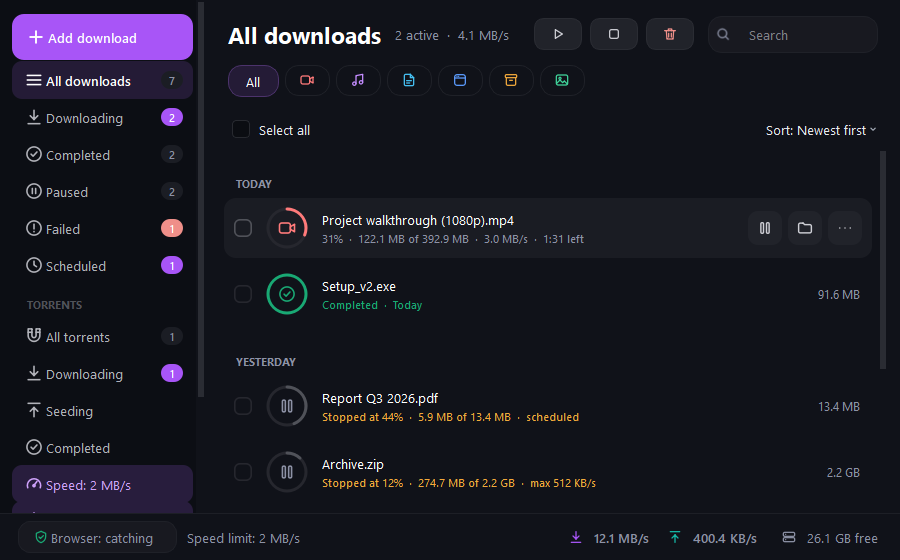 Add download
All downloads 7
Downloading 2
Completed 2
Paused 2
Failed 1
Scheduled 1
TORRENTS
All torrents 1
Downloading 1
Seeding
Completed
Speed: 2 MB/s
All downloads 2 active · 4.1 MB/s
Search
All
Select all
Sort: Newest first
TODAY
Project walkthrough (1080p).mp4
31% · 122.1 MB of 392.9 MB · 3.0 MB/s · 1:31 left
Setup_v2.exe
Completed · Today
91.6 MB
YESTERDAY
Report Q3 2026.pdf
Stopped at 44% · 5.9 MB of 13.4 MB · scheduled
13.4 MB
Archive.zip
Stopped at 12% · 274.7 MB of 2.2 GB · max 512 KB/s
2.2 GB
Browser: catching
Speed limit: 2 MB/s
12.1 MB/s
400.4 KB/s
26.1 GB free